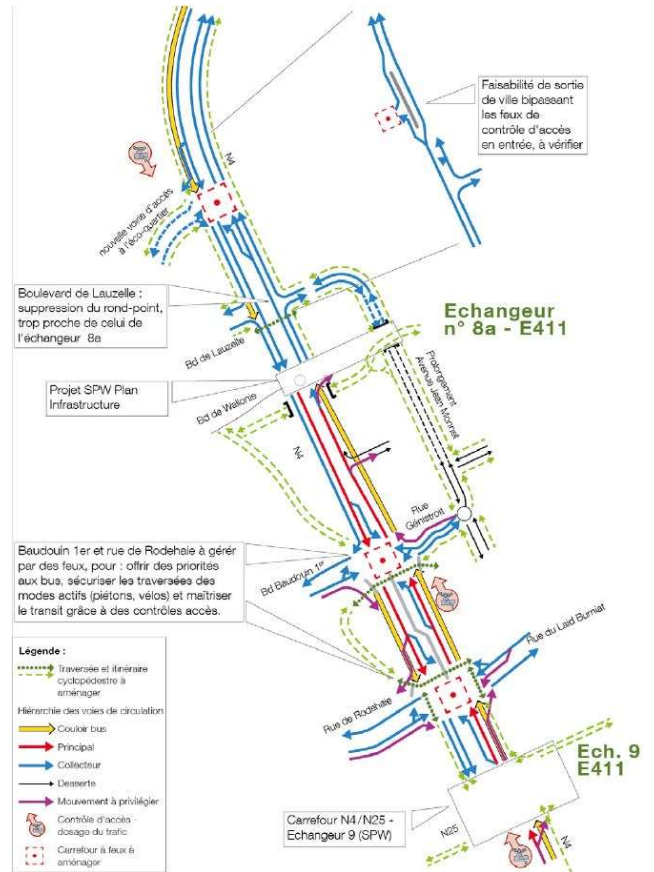 Faisabilité de sortie
de ville bipassant
les feux de
contrôle d'accès
en entrée, à vérifier
N4
nouvelle voirie d'accès
à l'éco-quartier
Boulevard de Lauzelle :
suppression du rond-point,
trop proche de celui de
l'échangeur 8a
Echangeur
n° 8a - E411
Bd de Lauzelle
Projet SPW Plan
Infrastructure
Bd de Wallonie
Prolongement
Avenue Jean Monnet
N4
Rue
Génistroit
Baudouin 1er et rue de Rodehaie à gérer
par des feux, pour : offrir des priorités
aux bus, sécuriser les traversées des
modes actifs (piétons, vélos) et maîtriser
le transit grâce à des contrôles accès.
Bd Baudouin 1er
Rue du Laid Burniat
Rue de Rodehaie
Légende :
Traversée et itinéraire
cyclopédestre à
aménager
Hiérarchie des voies de circulation
Couloir bus
Principal
Collecteur
Desserte
Mouvement à privilégier
Contrôle d'accès -
dosage du trafic
Carrefour à feux à
aménager
Ech. 9
E411
Carrefour N4/N25 -
Echangeur 9 (SPW)
N25
N4